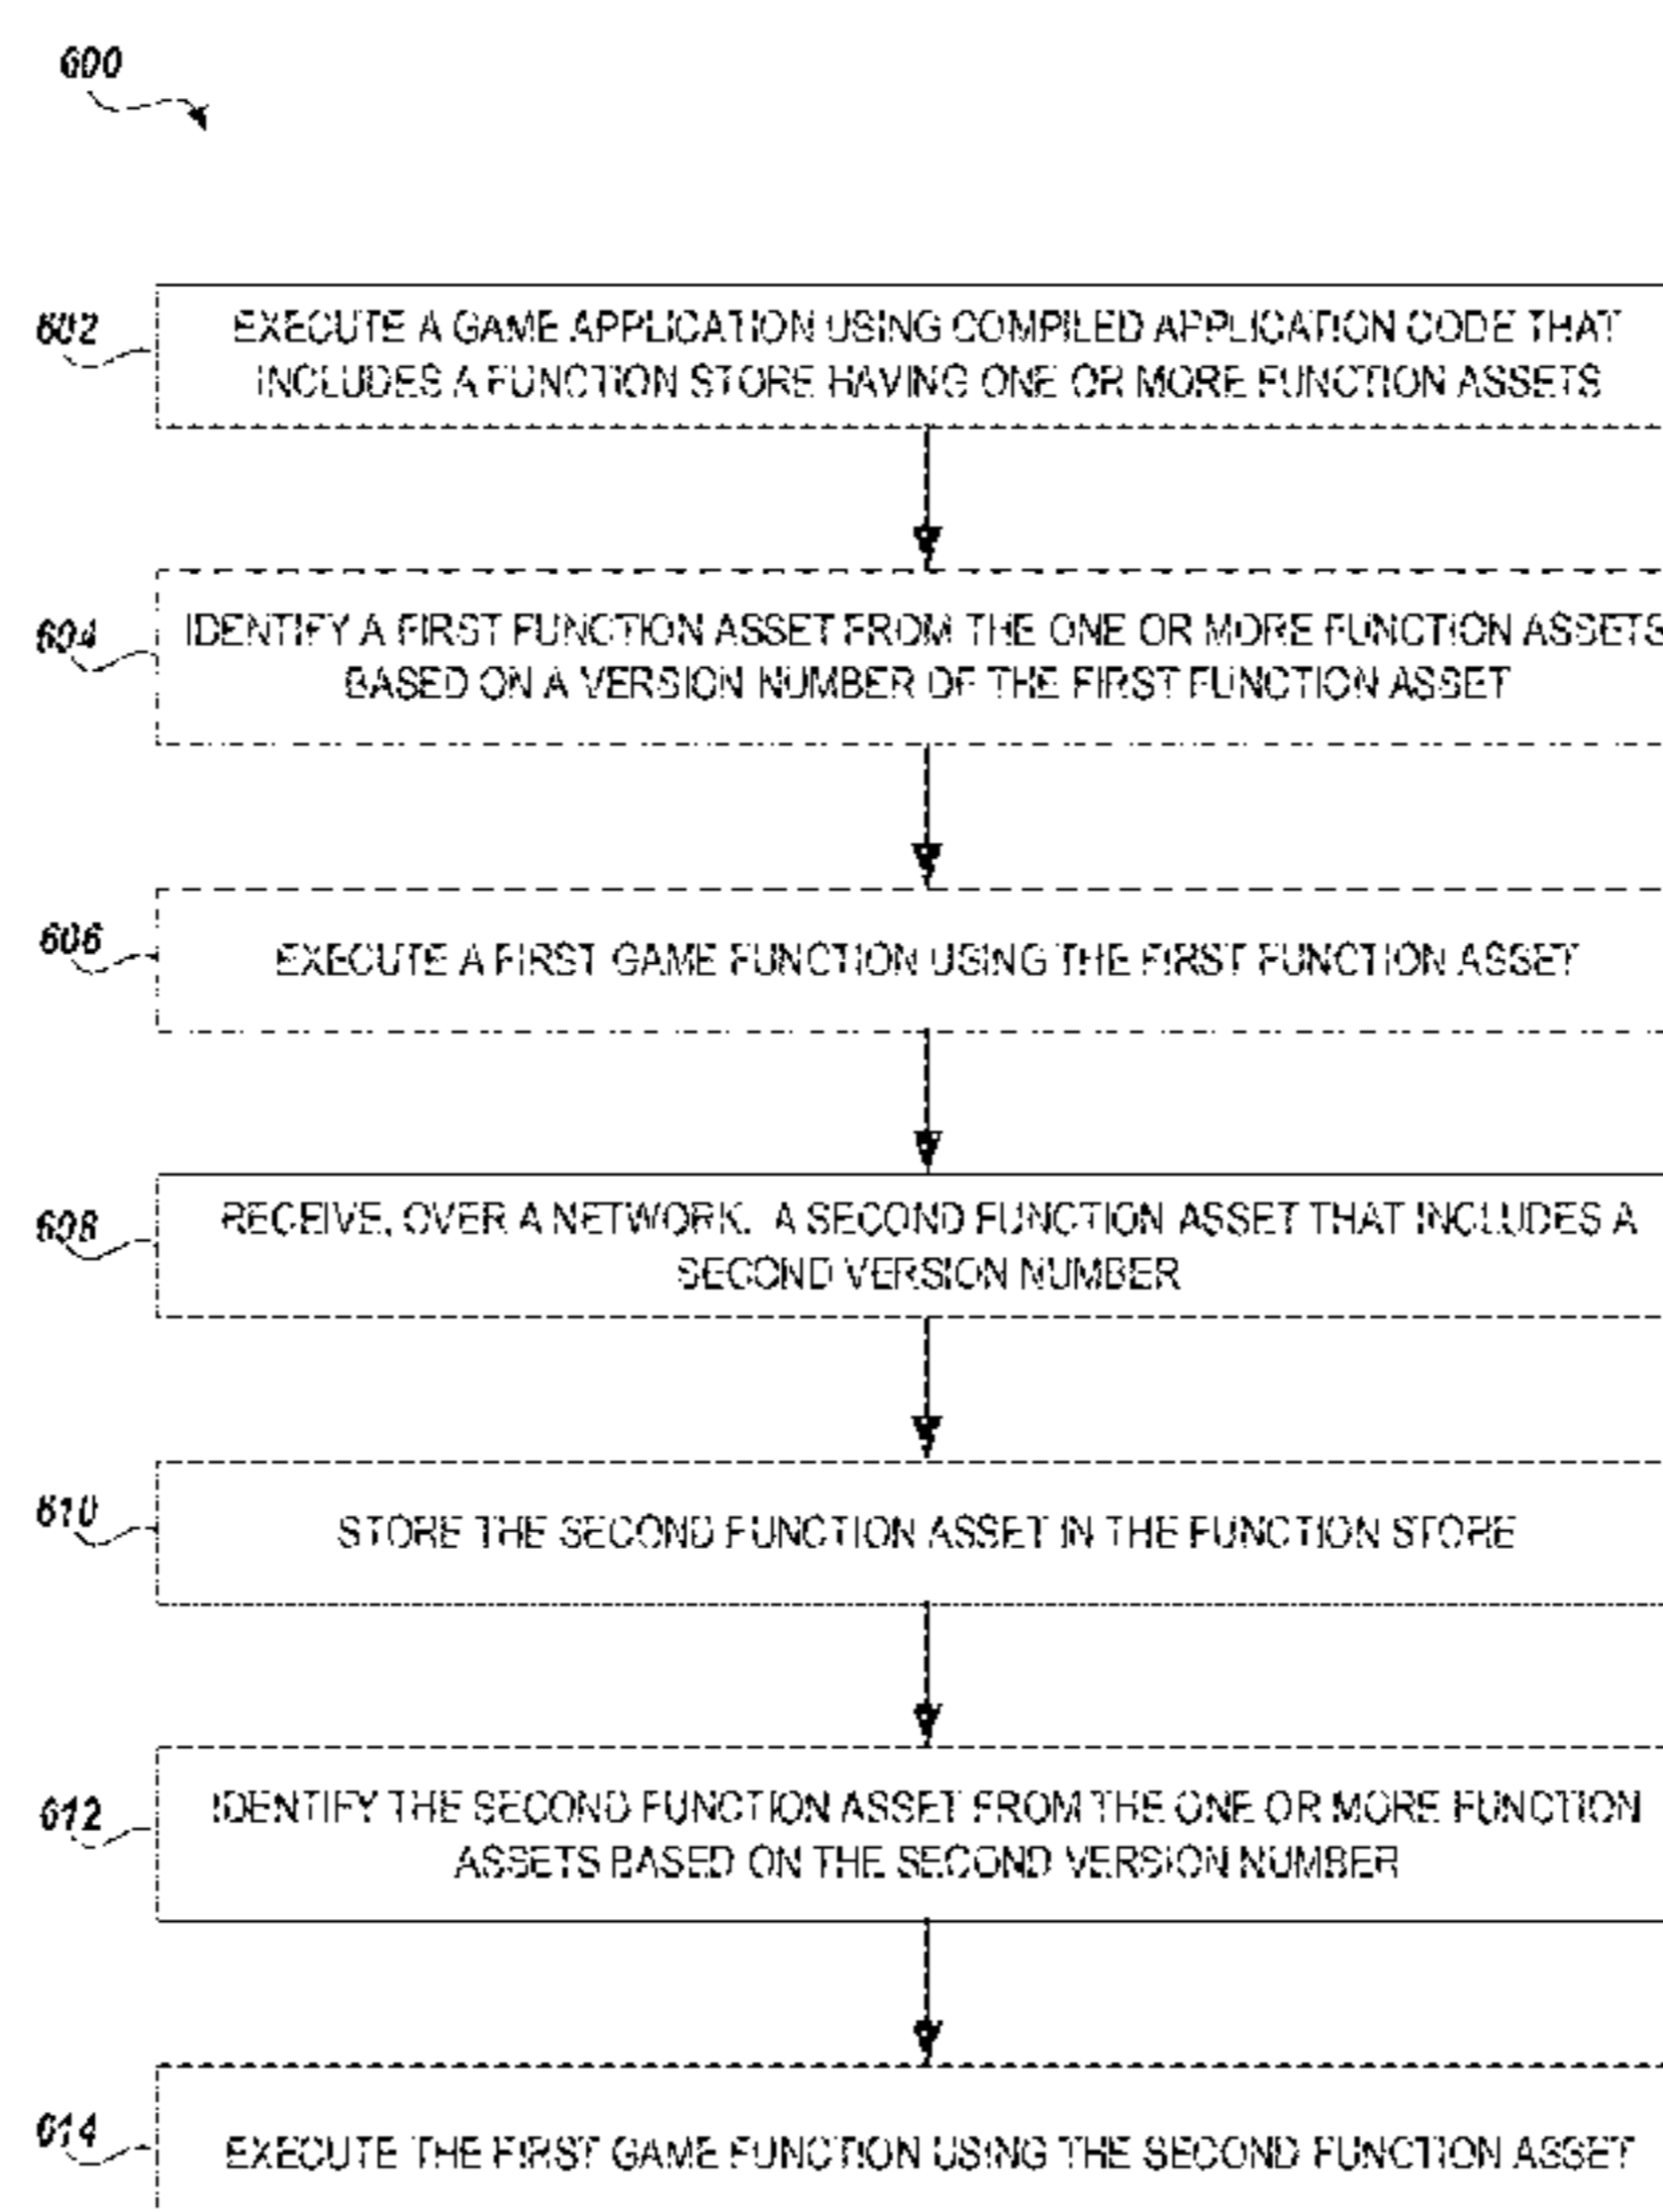 600
602
EXECUTE A GAME APPLICATION USING COMPILED APPLICATION CODE THAT
INCLUDES A FUNCTION STORE HAVING ONE OR MORE FUNCTION ASSETS
604
IDENTIFY A FIRST FUNCTION ASSET FROM THE ONE OR MORE FUNCTION ASSETS
BASED ON A VERSION NUMBER OF THE FIRST FUNCTION ASSET
606
EXECUTE A FIRST GAME FUNCTION USING THE FIRST FUNCTION ASSET
608
RECEIVE, OVER A NETWORK, A SECOND FUNCTION ASSET THAT INCLUDES A
SECOND VERSION NUMBER
610
STORE THE SECOND FUNCTION ASSET IN THE FUNCTION STORE
612
IDENTIFY THE SECOND FUNCTION ASSET FROM THE ONE OR MORE FUNCTION
ASSETS BASED ON THE SECOND VERSION NUMBER
614
EXECUTE THE FIRST GAME FUNCTION USING THE SECOND FUNCTION ASSET